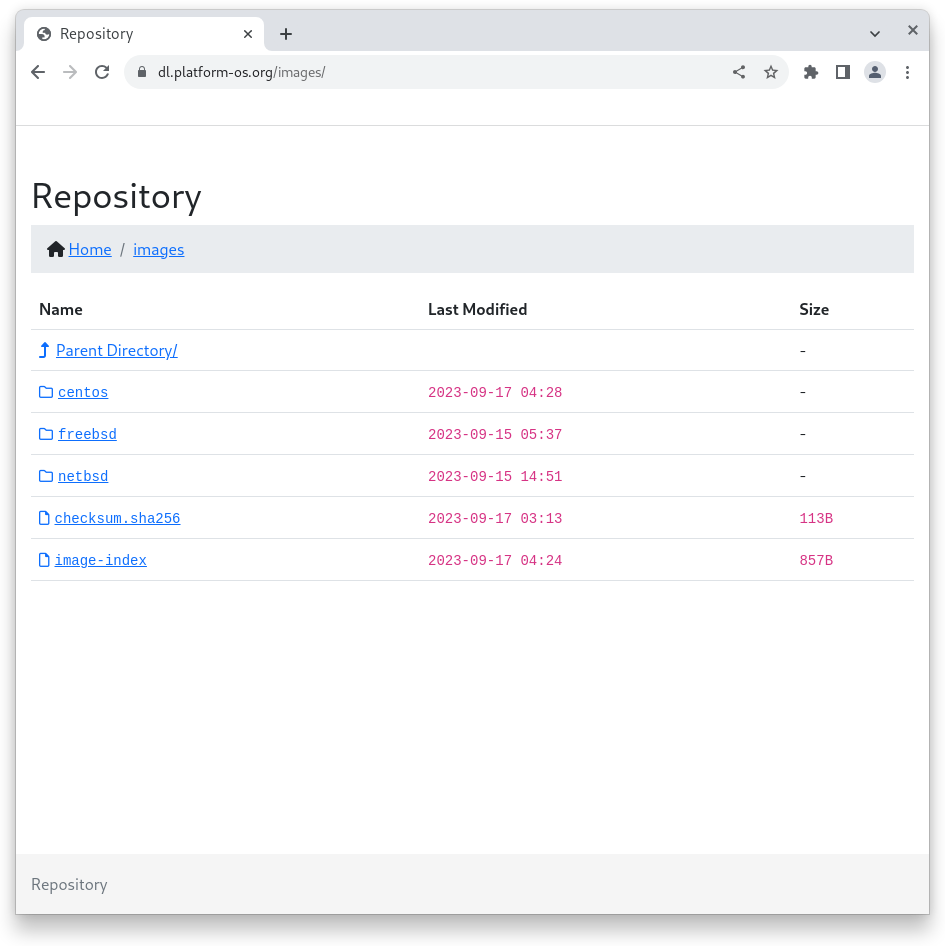 Repository
dl.platform-os.org/images/
Repository
Home / images
Name Last Modified Size
Parent Directory/ -
centos 2023-09-17 04:28 -
freebsd 2023-09-15 05:37 -
netbsd 2023-09-15 14:51 -
checksum.sha256 2023-09-17 03:13 113B
image-index 2023-09-17 04:24 857B
Repository